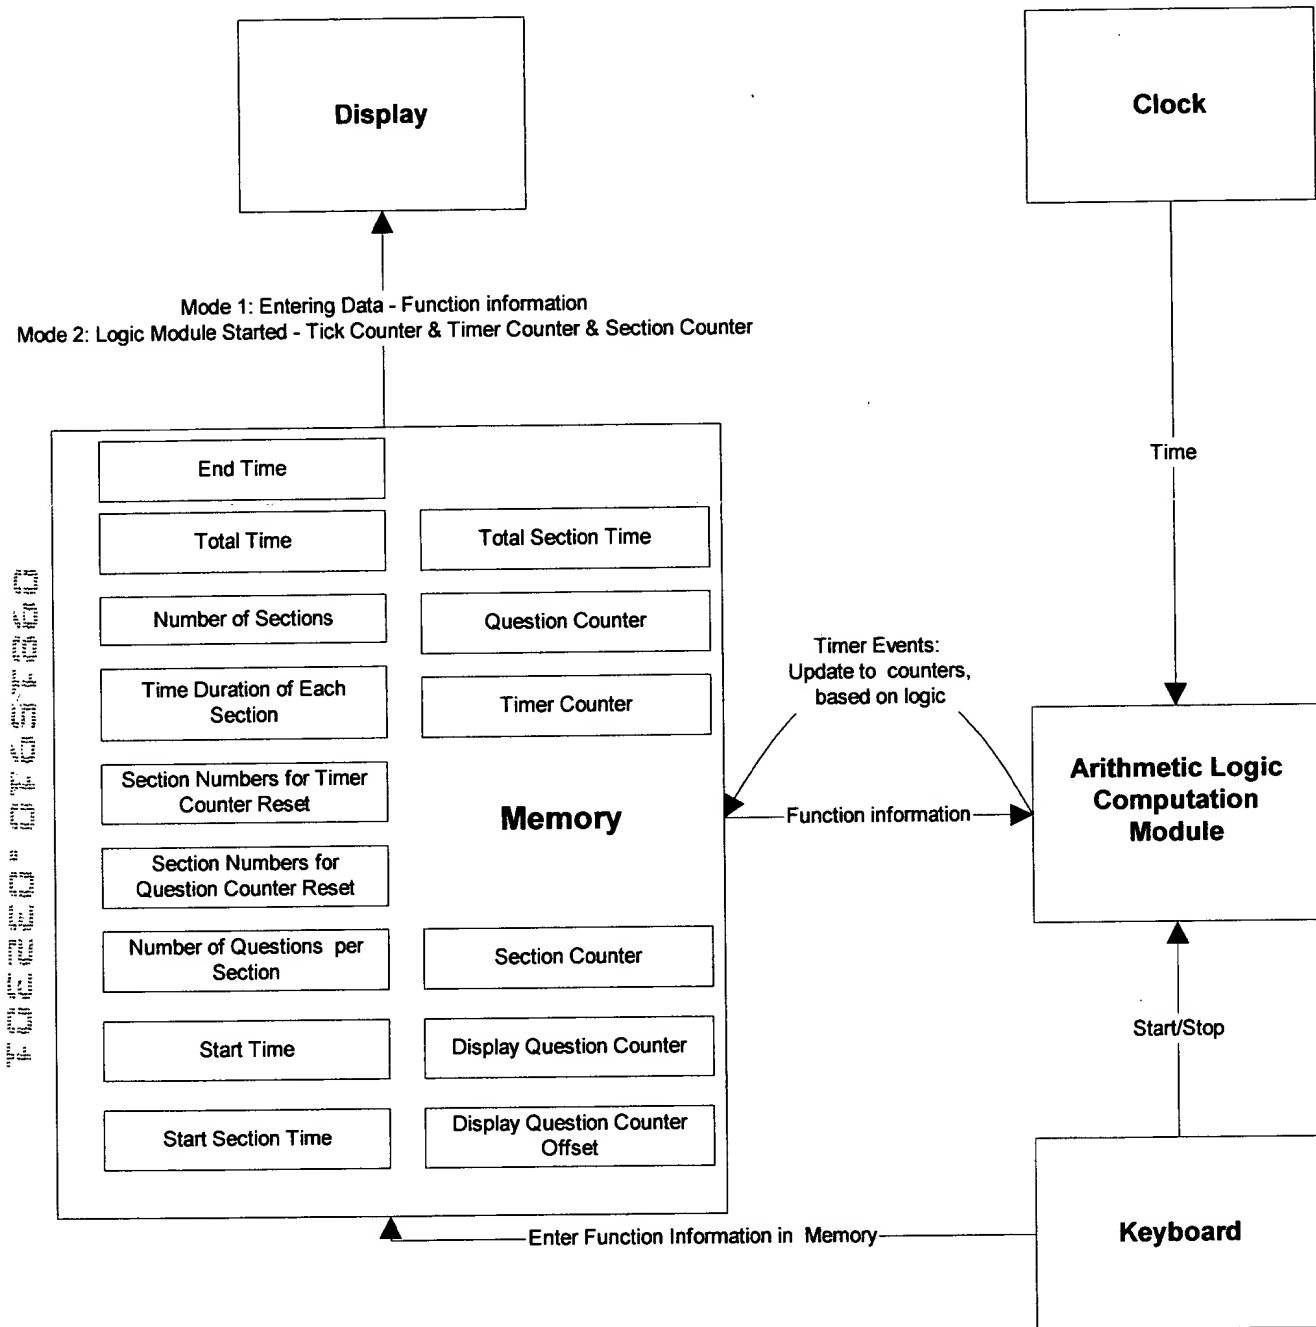 Display
Clock
Mode 1: Entering Data - Function information
Mode 2: Logic Module Started - Tick Counter & Timer Counter & Section Counter
Time
End Time
Total Time
Total Section Time
Number of Sections
Question Counter
Time Duration of Each
Section
Timer Counter
Section Numbers for Timer
Counter Reset
Memory
Section Numbers for
Question Counter Reset
Number of Questions per
Section
Section Counter
Start Time
Display Question Counter
Start Section Time
Display Question Counter
Offset
Timer Events:
Update to counters,
based on logic
Function information
Arithmetic Logic
Computation
Module
Start/Stop
Enter Function Information in Memory
Keyboard